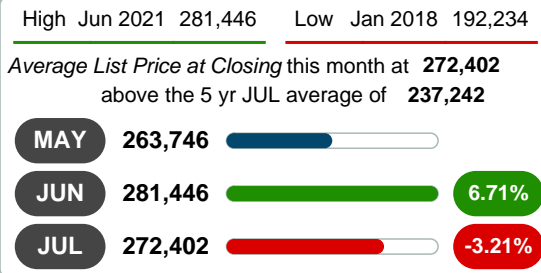 High Jun 2021 281,446 Low Jan 2018 192,234
Average List Price at Closing this month at 272,402
above the 5 yr JUL average of 237,242
MAY 263,746
JUN 281,446 6.71%
JUL 272,402 -3.21%